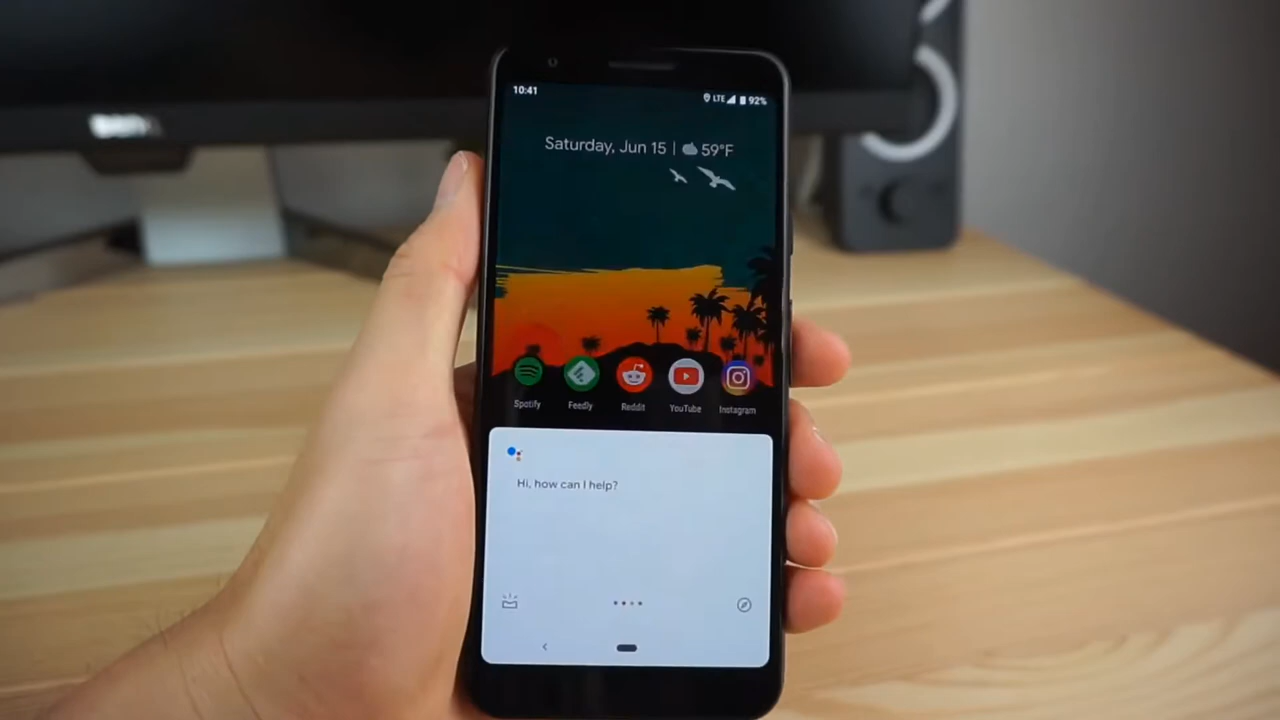 10:41
LTE 92%
Saturday, Jun 15 | 59°F
Spotify Feedly Reddit YouTube Instagram
Hi, how can I help?